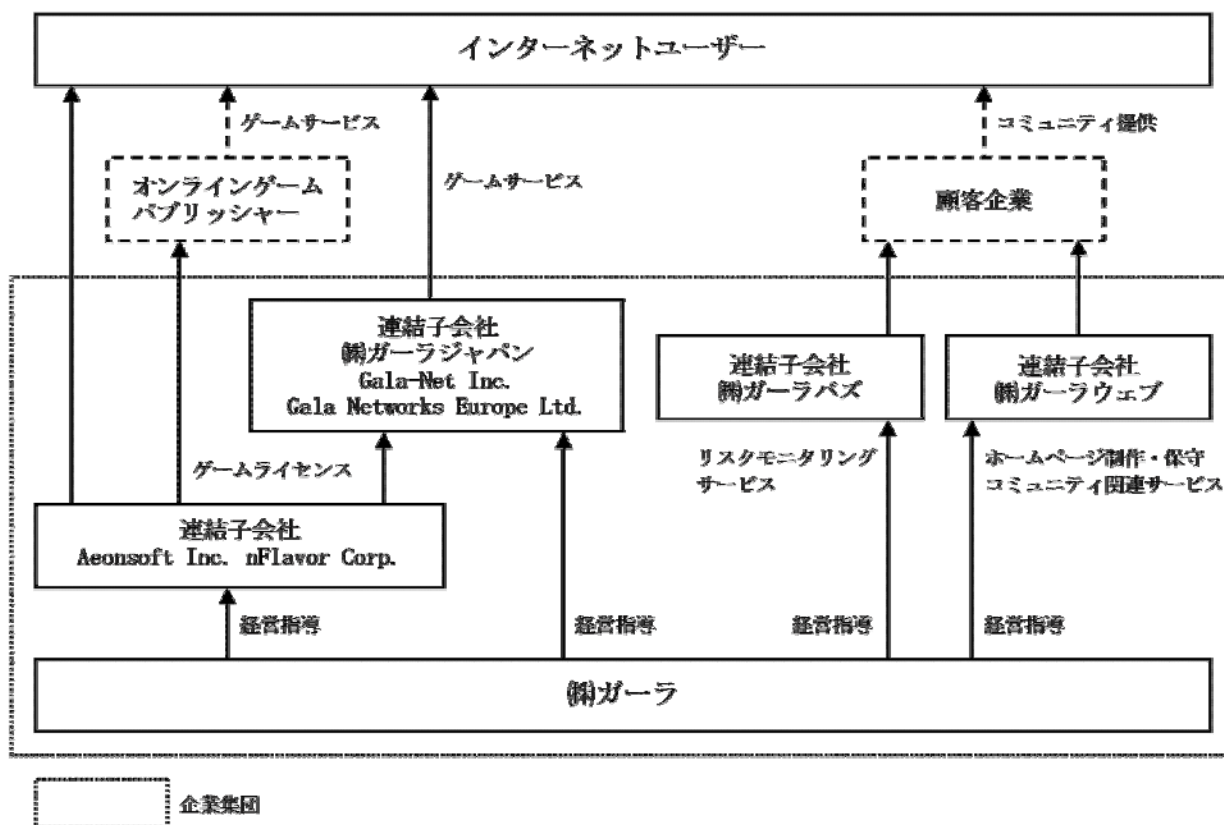 インターネットユーザー
ゲームサービス
コミュニティ提供
オンラインゲーム
パブリッシャー
ゲームサービス
顧客企業
連結子会社
㈱ガーラジャパン
Gala-Net Inc.
Gala Networks Europe Ltd.
連結子会社
㈱ガーラバズ
連結子会社
㈱ガーラウェブ
ゲームライセンス
リスクモニタリング
サービス
ホームページ制作・保守
コミュニティ関連サービス
連結子会社
Aeonsoft Inc. nFlavor Corp.
経営指導
経営指導
経営指導
経営指導
㈱ガーラ
企業集団